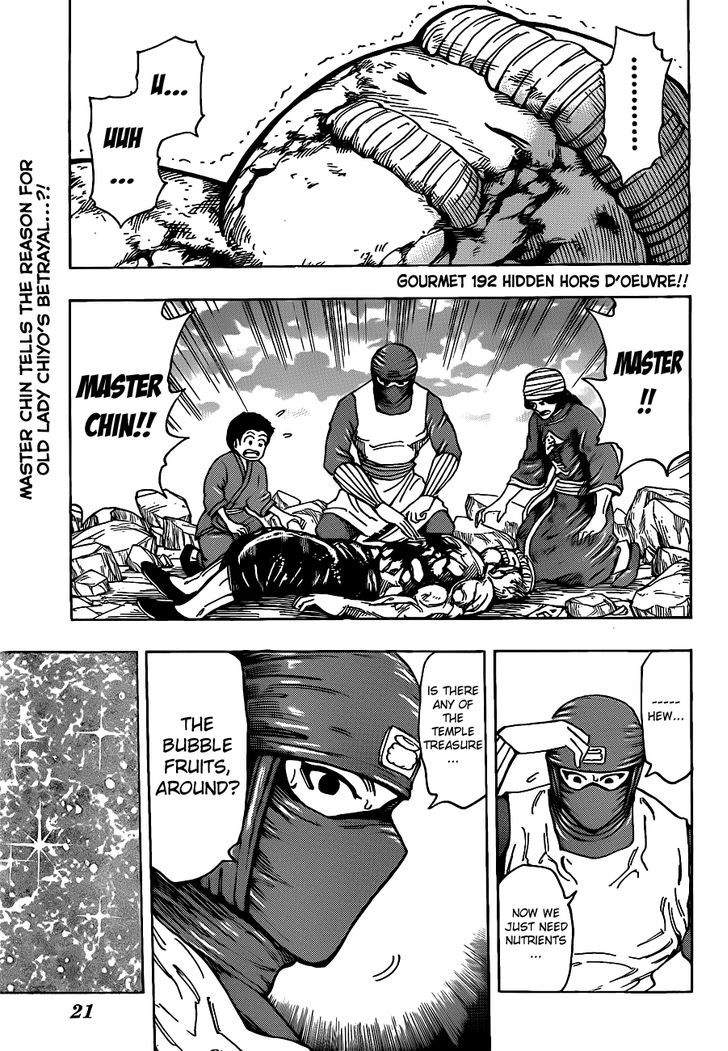 MASTER CHIN TELLS THE REASON FOR
OLD LADY CHIYO'S BETRAYAL...?!
..........
U...
UUH
...
GOURMET 192 HIDDEN HORS D'OEUVRE!!
MASTER
!!
MASTER
CHIN!!
-----
HEW...
NOW WE
JUST NEED
NUTRIENTS
...
IS THERE
ANY OF
THE
TEMPLE
TREASURE
...
THE
BUBBLE
FRUITS,
AROUND?
21